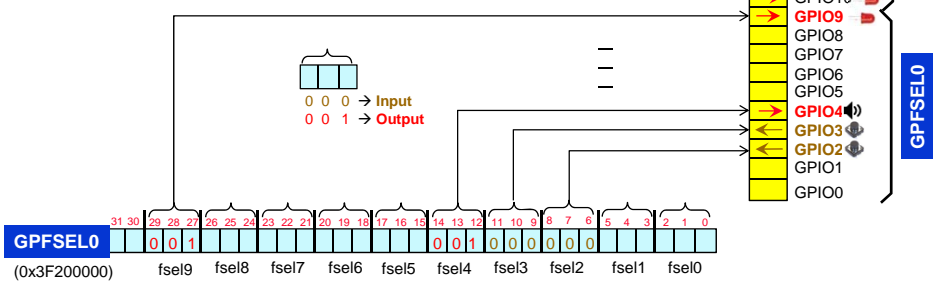 GPIO10
GPIO9
GPIO8
GPIO7
GPIO6
GPIO5
GPIO4
GPIO3
GPIO2
GPIO1
GPIO0
GPFSEL0
0 0 0 → Input
0 0 1 → Output
31 30 29 28 27 26 25 24 23 22 21 20 19 18 17 16 15 14 13 12 11 10 9 8 7 6 5 4 3 2 1 0
GPFSEL0 0 0 1 0 0 1 0 0 0 0 0 0
(0x3F200000) fsel9 fsel8 fsel7 fsel6 fsel5 fsel4 fsel3 fsel2 fsel1 fsel0